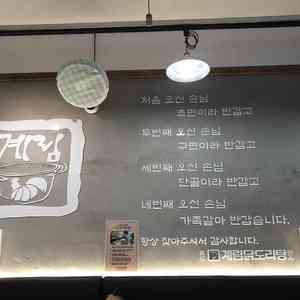 계림
처음 오신 손님
초면이라 반갑고
두번째 오신 손님
구면이라 반갑고
세번째 오신 손님
단골이라 반갑고
네번째 오신 손님
가족같아 반갑습니다.
항상 찾아주셔서 감사합니다.
계림닭도리탕